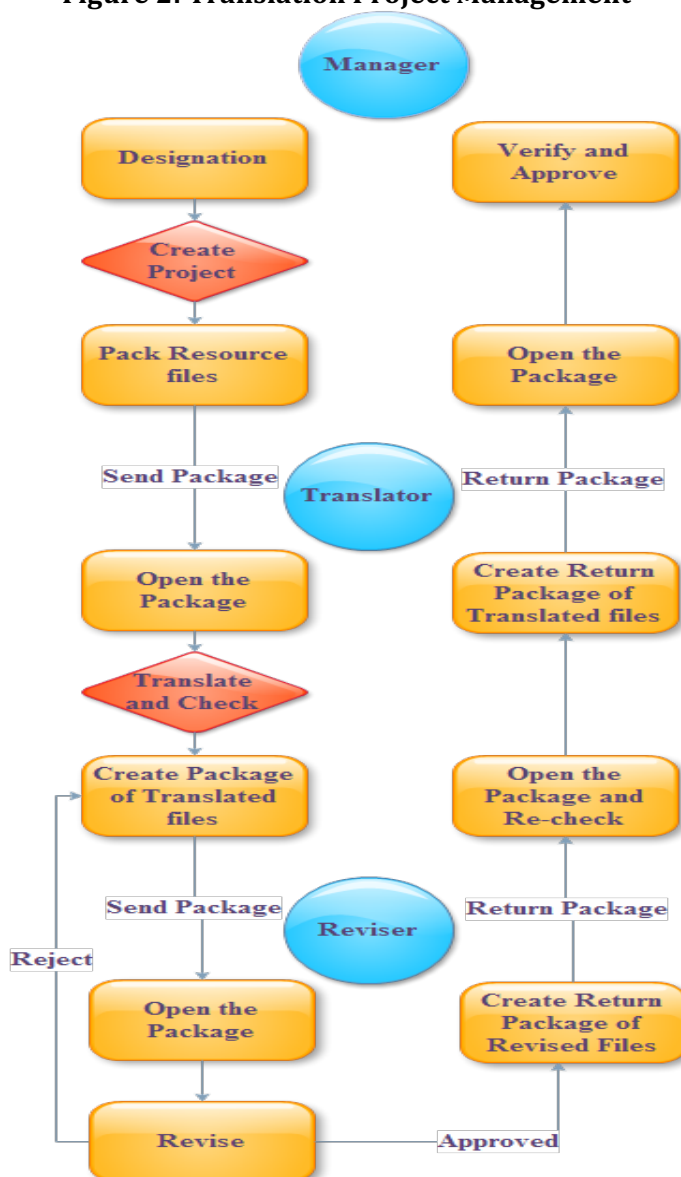 Figure 2: Translation Project Management
Manager
Designation
Verify and
Approve
Create
Project
Pack Resource
files
Open the
Package
Send Package
Translator
Return Package
Open the
Package
Create Return
Package of
Translated files
Translate
and Check
Create Package
of Translated
files
Open the
Package and
Re-check
Send Package
Reviser
Return Package
Reject
Open the
Package
Create Return
Package of
Revised Files
Revise
Approved